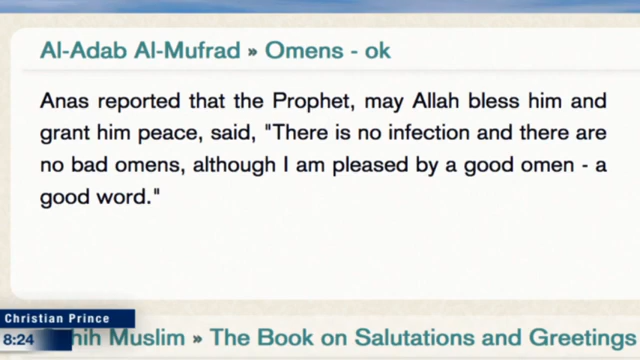 Al-Adab Al-Mufrad » Omens - ok
Anas reported that the Prophet, may Allah bless him and
grant him peace, said, "There is no infection and there are
no bad omens, although I am pleased by a good omen - a
good word."
Christian Prince
8:24
Muslim » The Book on Salutations and Greetings